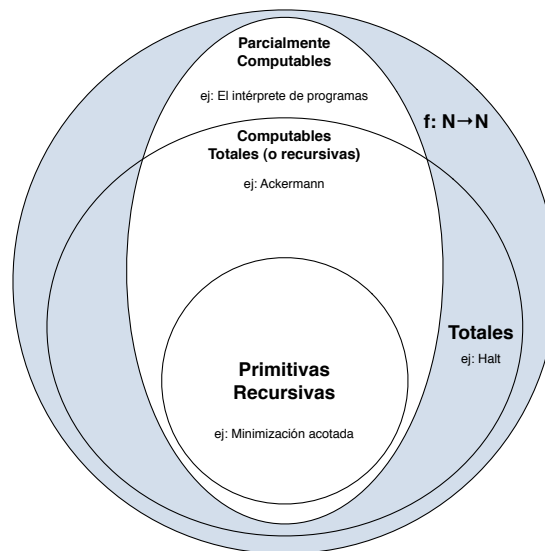 Parcialmente
Computables
ej: El intérprete de programas
f: N→N
Computables
Totales (o recursivas)
ej: Ackermann
Totales
ej: Halt
Primitivas
Recursivas
ej: Minimización acotada